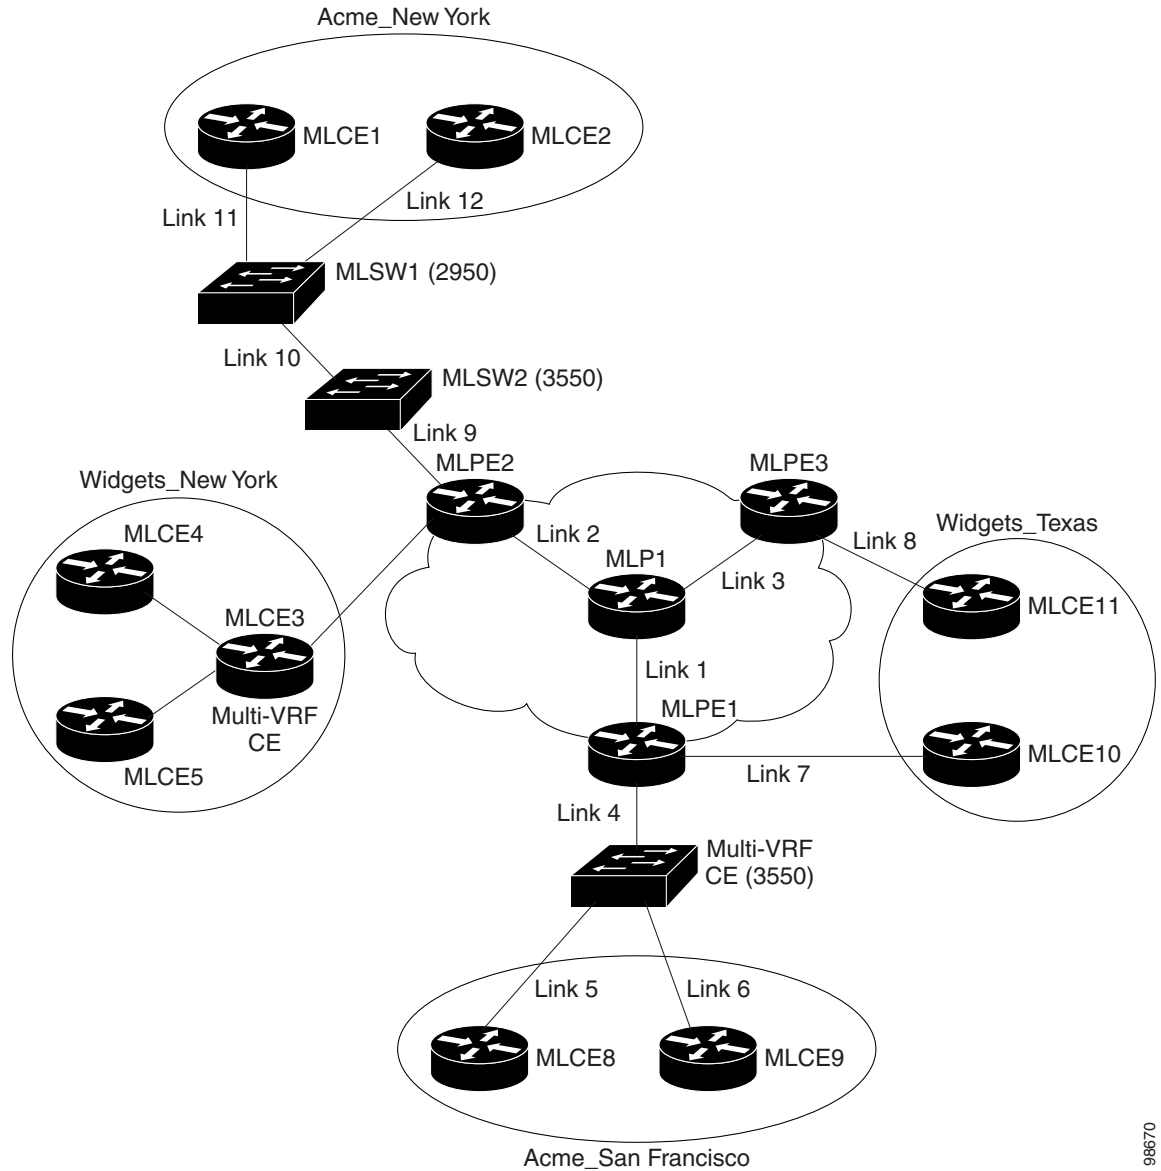 Acme_New York
MLCE1
MLCE2
Link 12
Link 11
MLSW1 (2950)
Link 10
MLSW2 (3550)
Link 9
MLPE2
MLPE3
Widgets_New York
Widgets_Texas
MLCE4
Link 2
Link 8
MLP1
Link 3
MLCE11
MLCE3
Link 1
MLPE1
Multi-VRF
CE
MLCE5
MLCE10
Link 7
Link 4
Multi-VRF
CE (3550)
Link 5
Link 6
MLCE8
MLCE9
Acme_San Francisco
98670